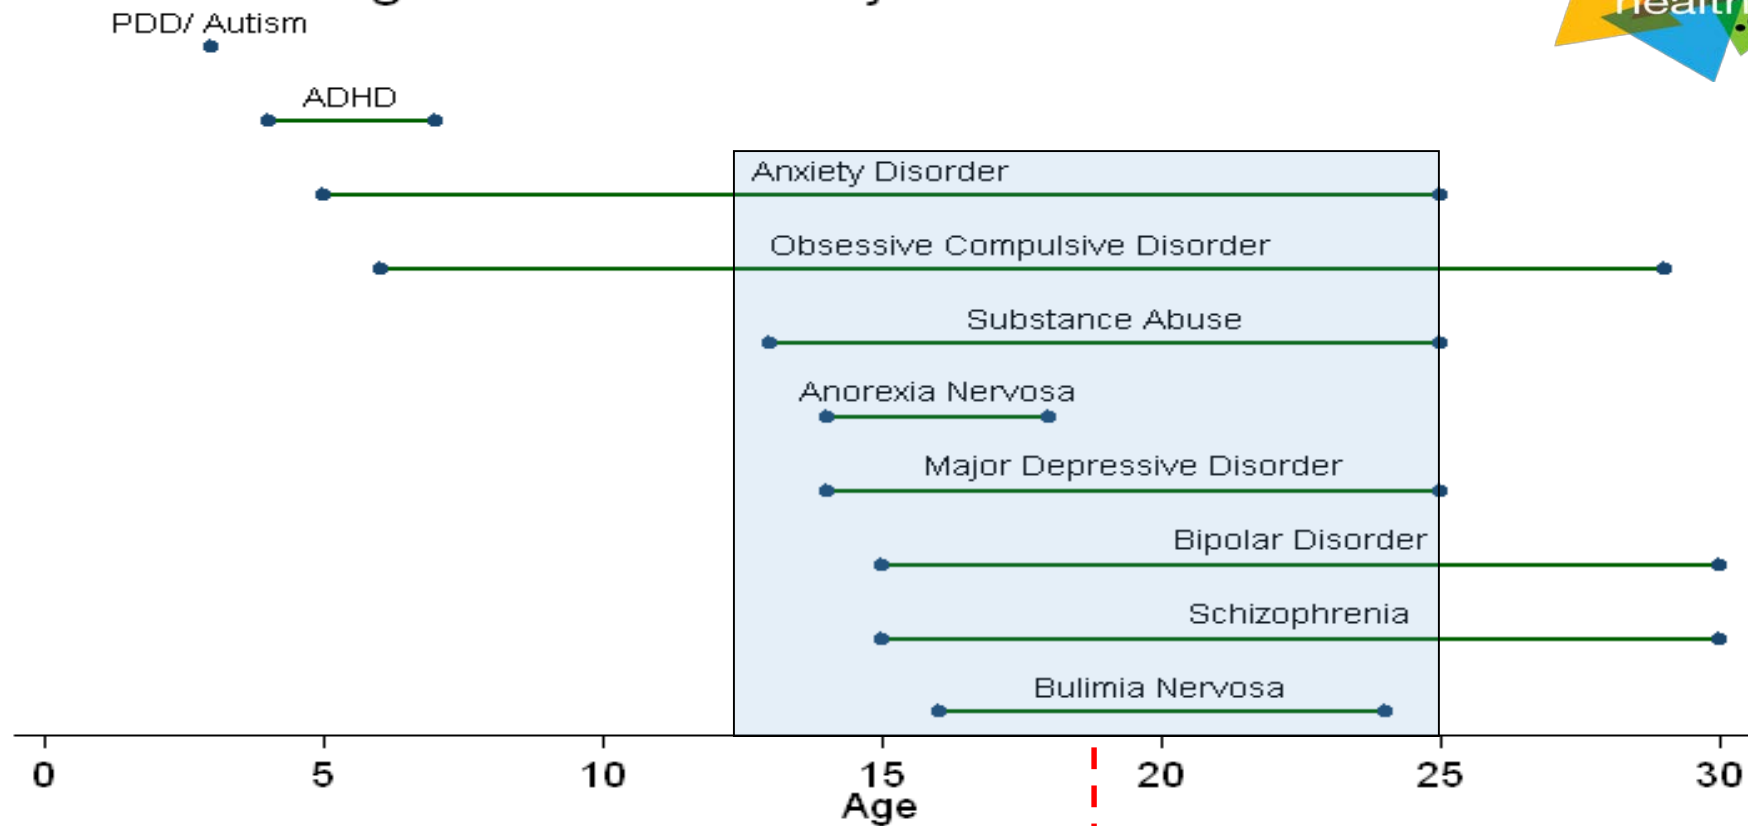 PDD/ Autism
ADHD
Anxiety Disorder
Obsessive Compulsive Disorder
Substance Abuse
Anorexia Nervosa
Major Depressive Disorder
Bipolar Disorder
Schizophrenia
Bulimia Nervosa
0 5 10 15 20 25 30
Age